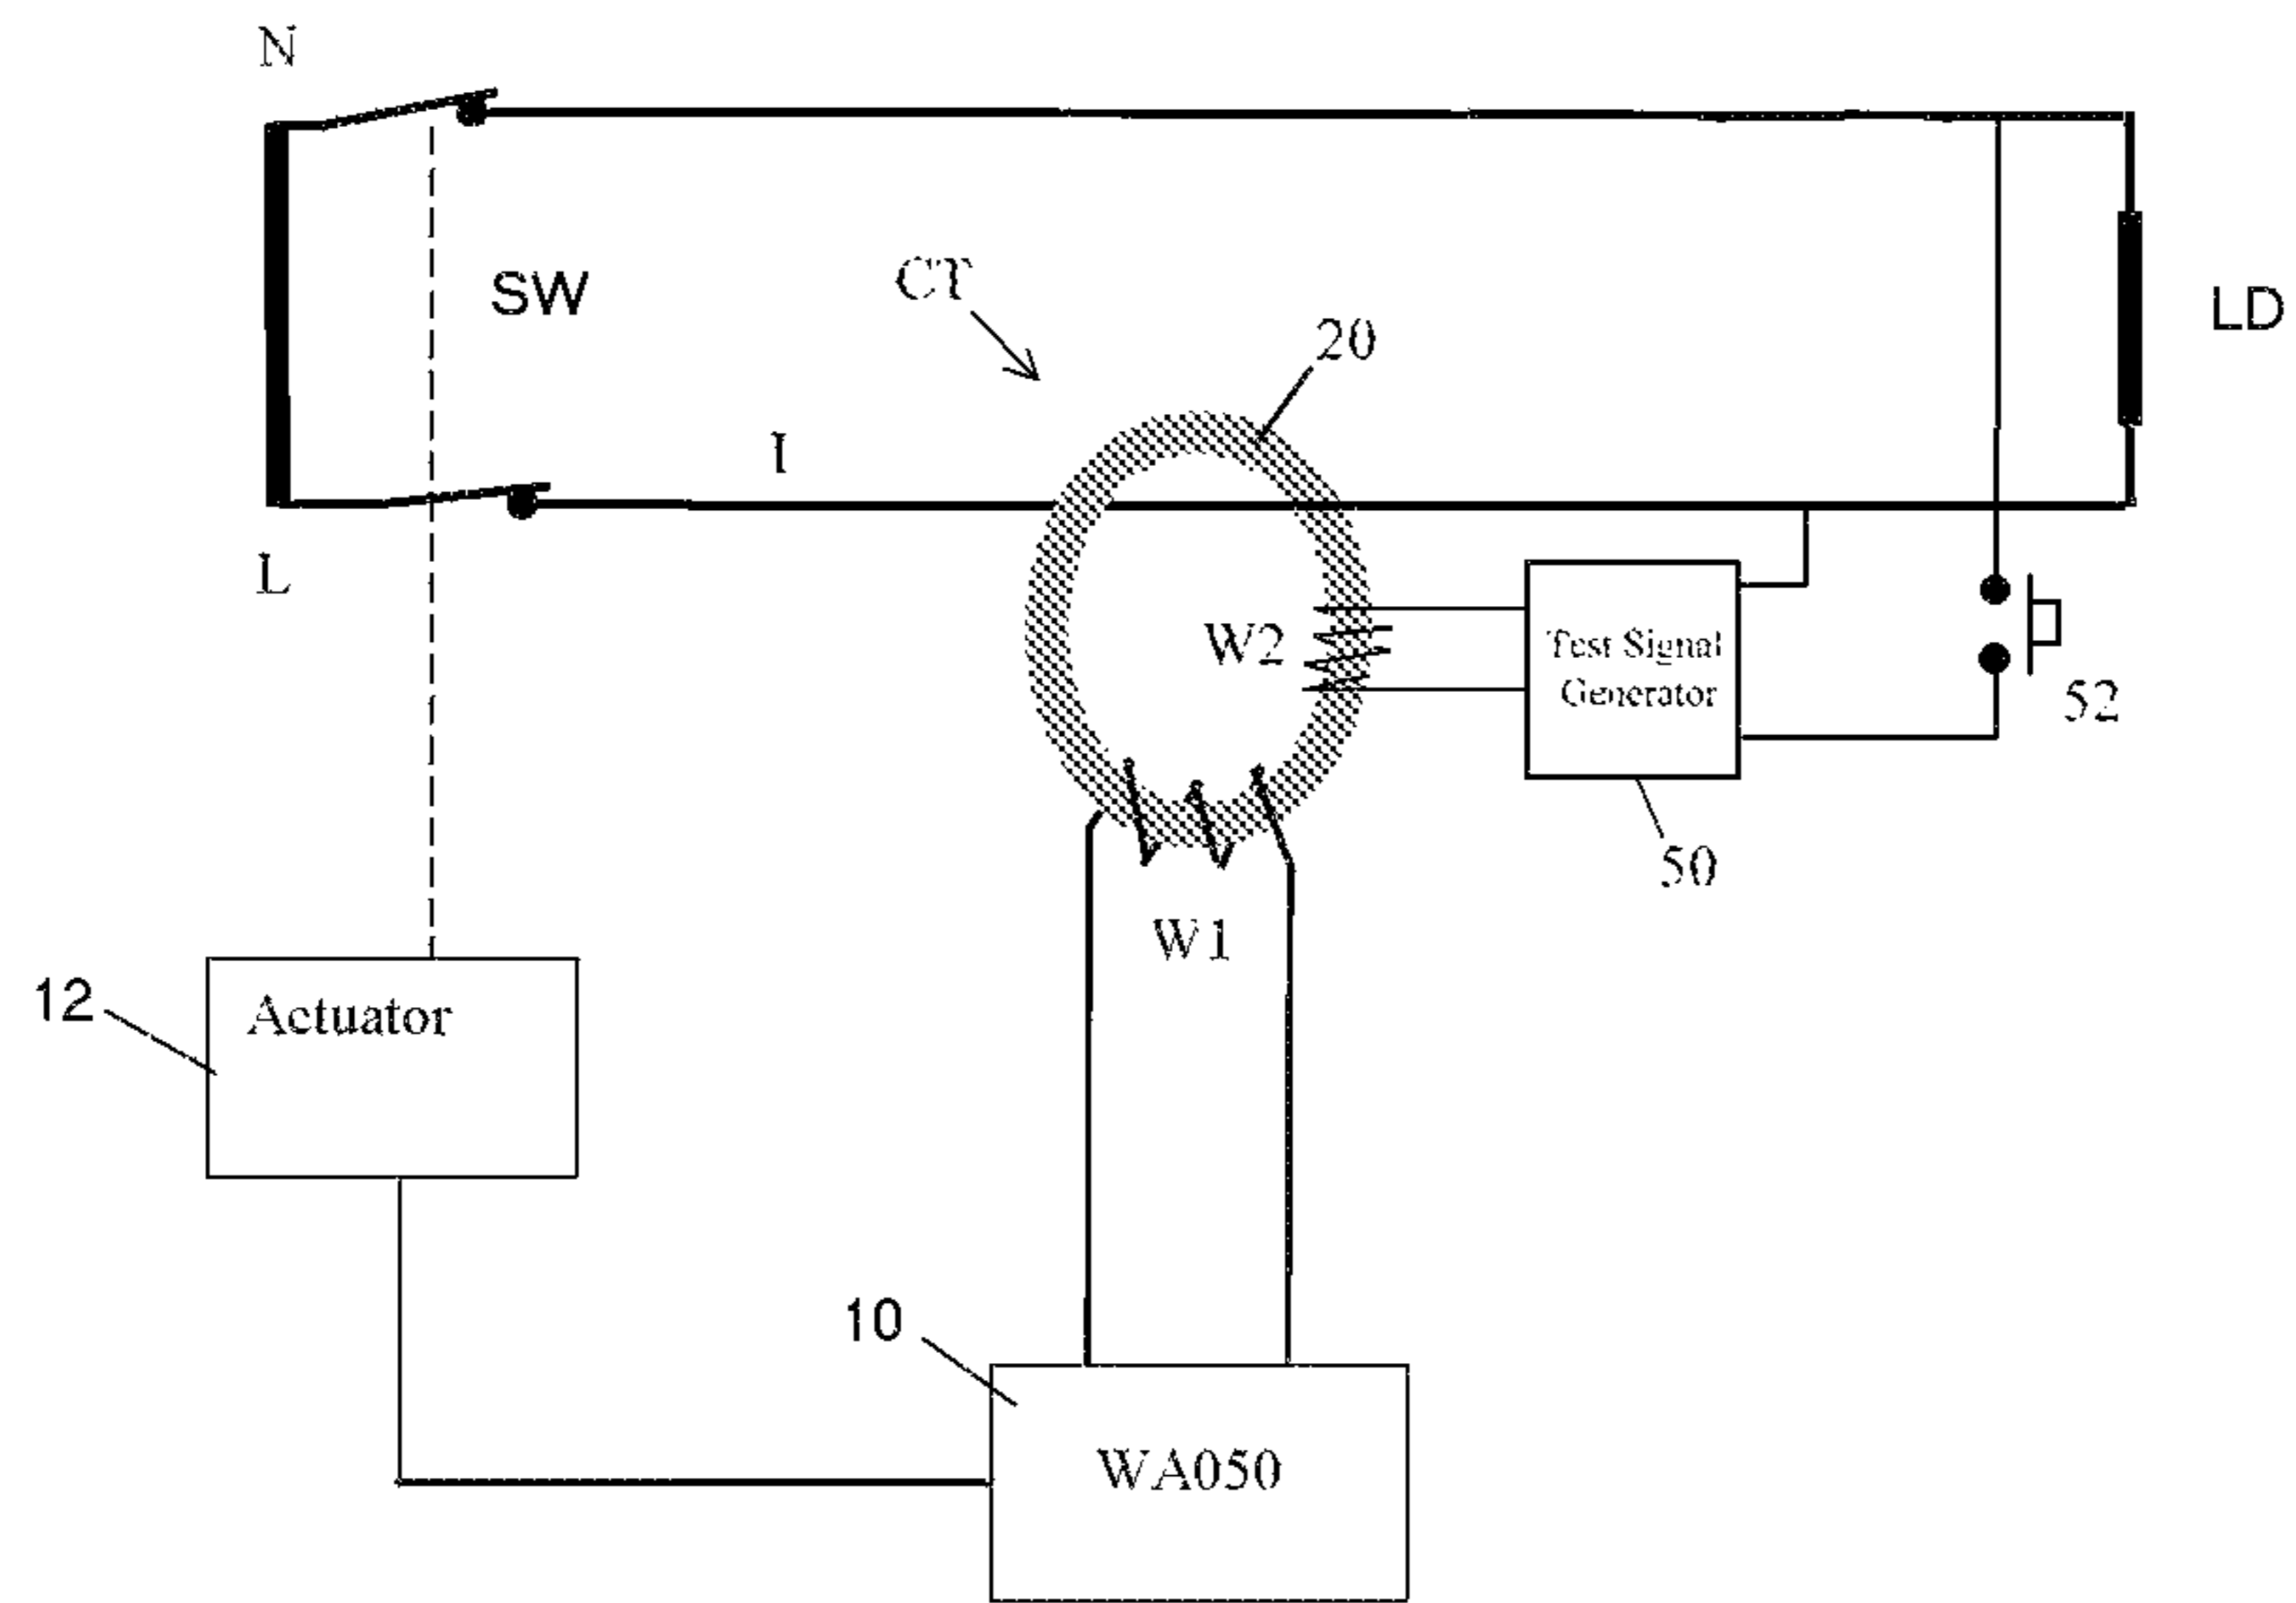 N
SW
CT
20
LD
I
L
W2
Test Signal
Generator
52
50
W1
12
Actuator
10
WA050